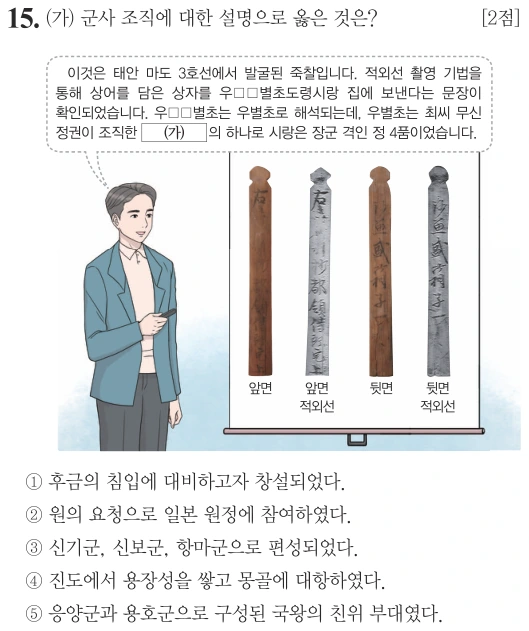 15. (가) 군사 조직에 대한 설명으로 옳은 것은? [2점]
이것은 태안 마도 3호선에서 발굴된 죽찰입니다. 적외선 촬영 기법을
통해 상어를 담은 상자를 우□□별초도령시랑 집에 보낸다는 문장이
확인되었습니다. 우□□별초는 우별초로 해석되는데, 우별초는 최씨 무신
정권이 조직한 (가) 의 하나로 시랑은 장군 격인 정 4품이었습니다.
앞면
앞면
적외선
뒷면
뒷면
적외선
① 후금의 침입에 대비하고자 창설되었다.
② 원의 요청으로 일본 원정에 참여하였다.
③ 신기군, 신보군, 항마군으로 편성되었다.
④ 진도에서 용장성을 쌓고 몽골에 대항하였다.
⑤ 응양군과 용호군으로 구성된 국왕의 친위 부대였다.